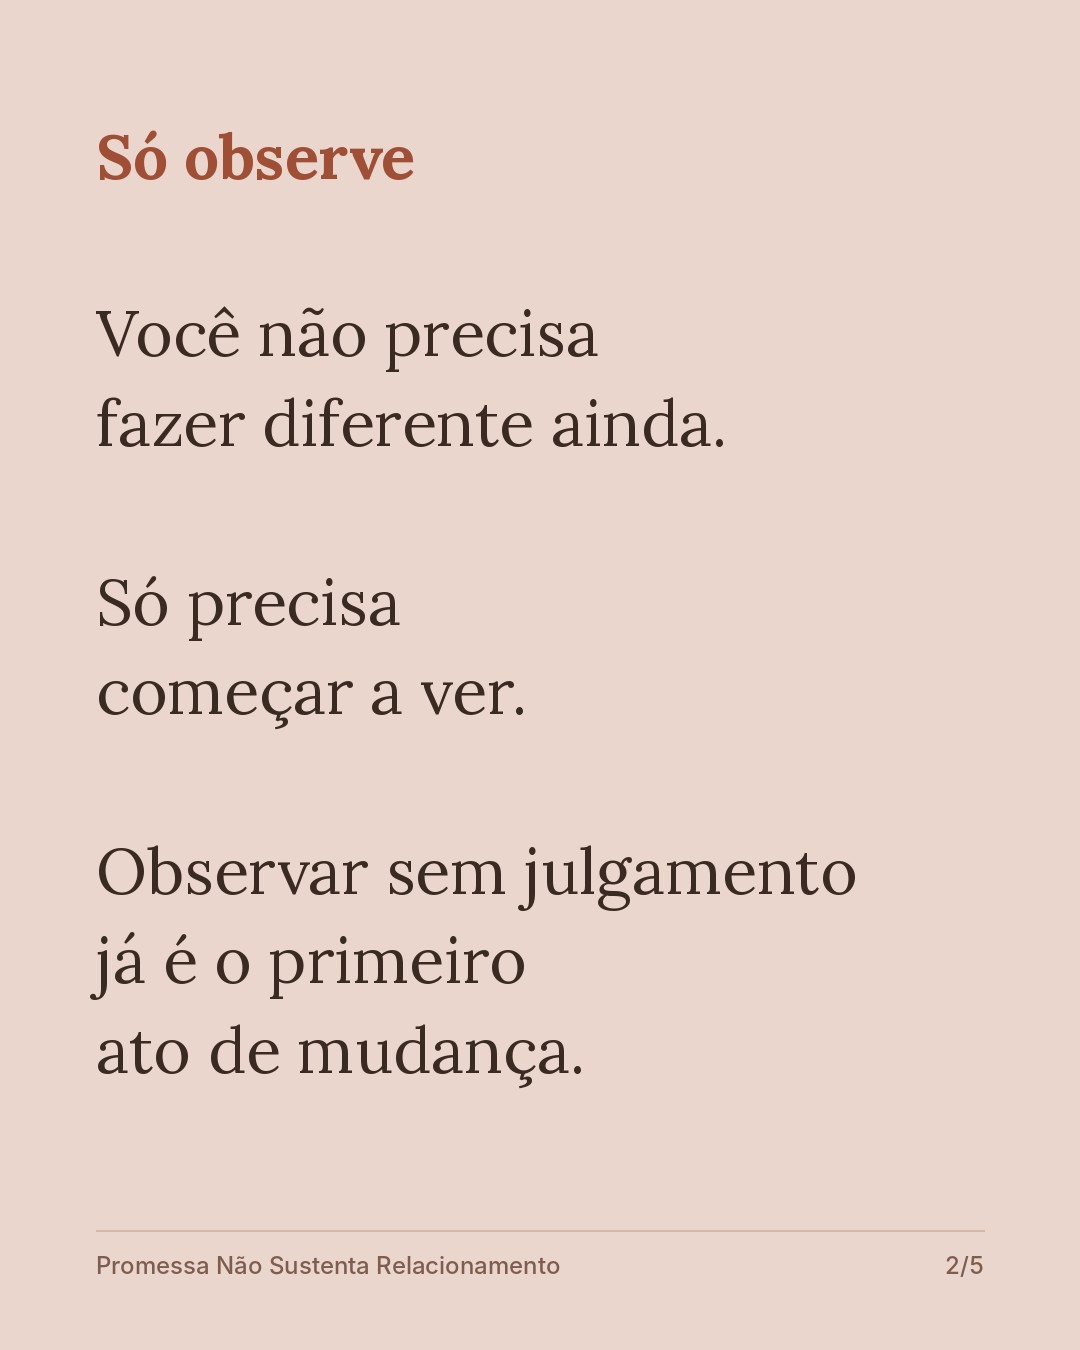 Só observe
Você não precisa
fazer diferente ainda.
Só precisa
começar a ver.
Observar sem julgamento
já é o primeiro
ato de mudança.
Promessa Não Sustenta Relacionamento
2/5